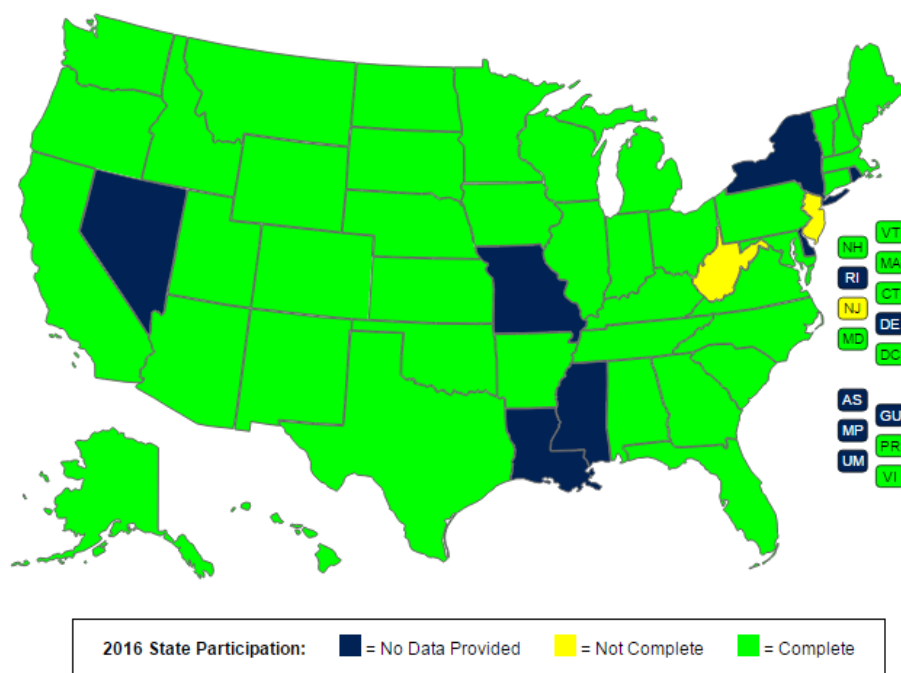 VT
NH
MA
RI
CT
NJ
DE
MD
DC
AS
GU
MP
PR
UM
VI
2016 State Participation: = No Data Provided = Not Complete = Complete